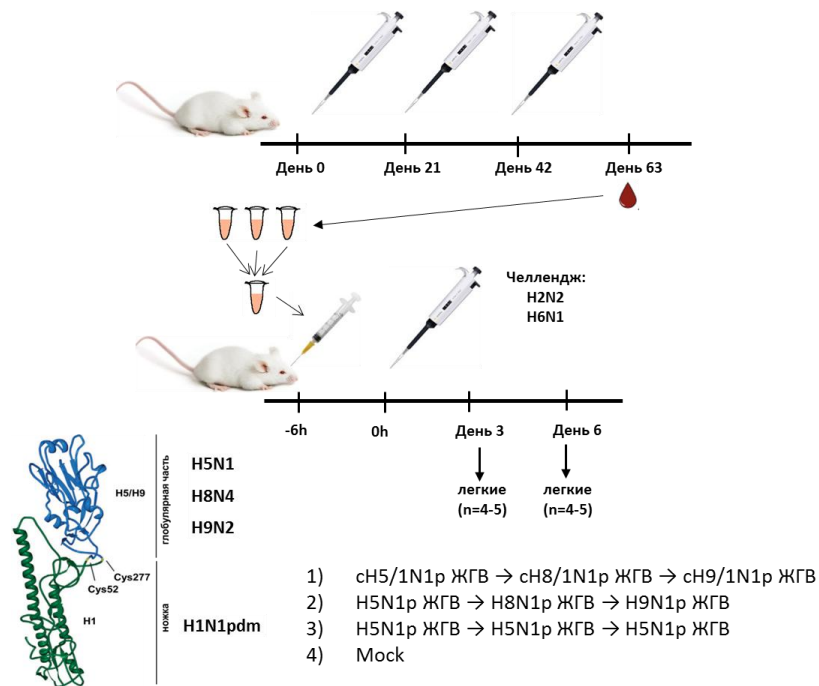 День 0
День 21
День 42
День 63
Челлендж:
H2N2
H6N1
-6h
0h
День 3
День 6
легкие
(n=4-5)
легкие
(n=4-5)
H5/H9
глобулярная часть
H5N1
H8N4
H9N2
Cys277
Cys52
H1
ножка
H1N1pdm
1) cH5/1N1p ЖГВ → cH8/1N1p ЖГВ → cH9/1N1p ЖГВ
2) H5N1p ЖГВ → H8N1p ЖГВ → H9N1p ЖГВ
3) H5N1p ЖГВ → H5N1p ЖГВ → H5N1p ЖГВ
4) Mock